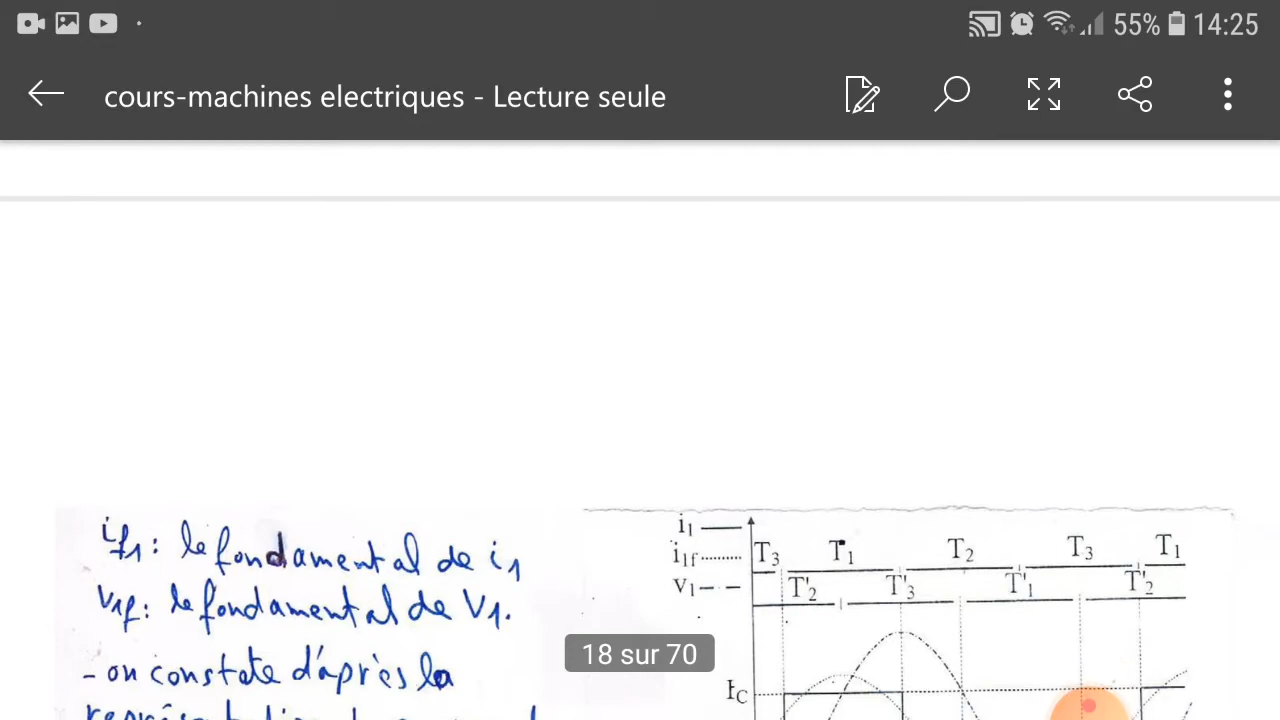 55% 14:25
cours-machines electriques - Lecture seule
if1 : le fondamental de i1
V1f : le fondamental de V1.
- on constate d'après la
18 sur 70
i1
i1f
V1
T3 T1 T2 T3 T1
T'2 T'3 T'1 T'2
IC